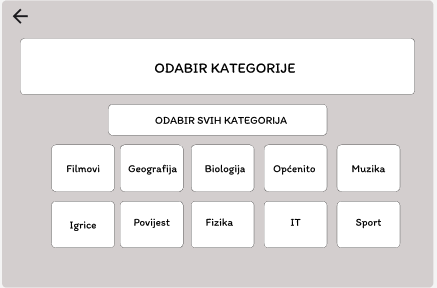 ODABIR KATEGORIJE
ODABIR SVIH KATEGORIJA
Filmovi
Geografija
Biologija
Općenito
Muzika
Igrice
Povijest
Fizika
IT
Sport